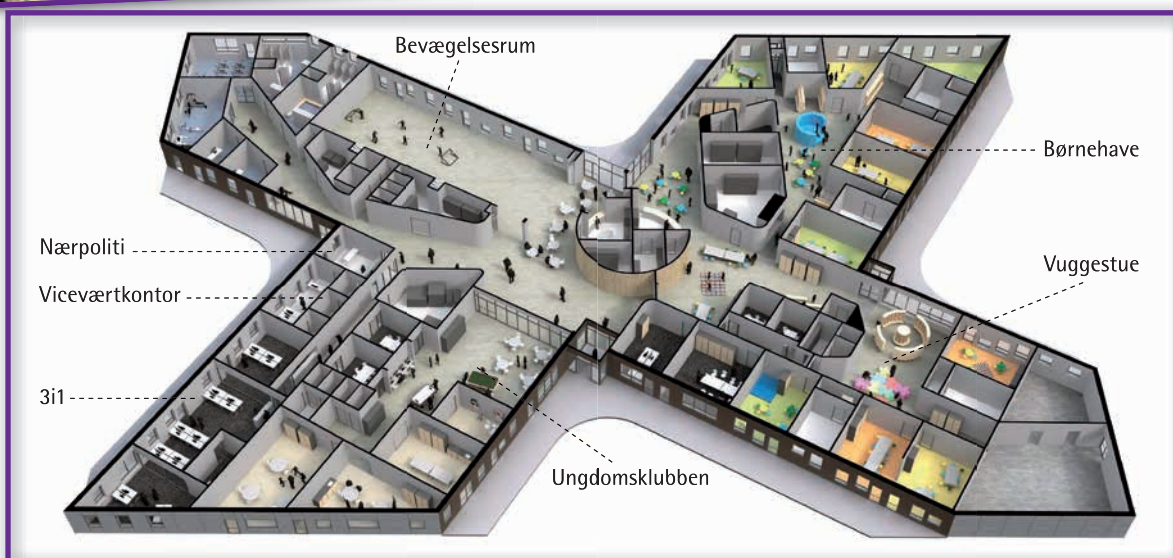 Bevægelsesrum
Børnehave
Nærpoliti
Viceværtkontor
Vuggestue
3i1
Ungdomsklubben